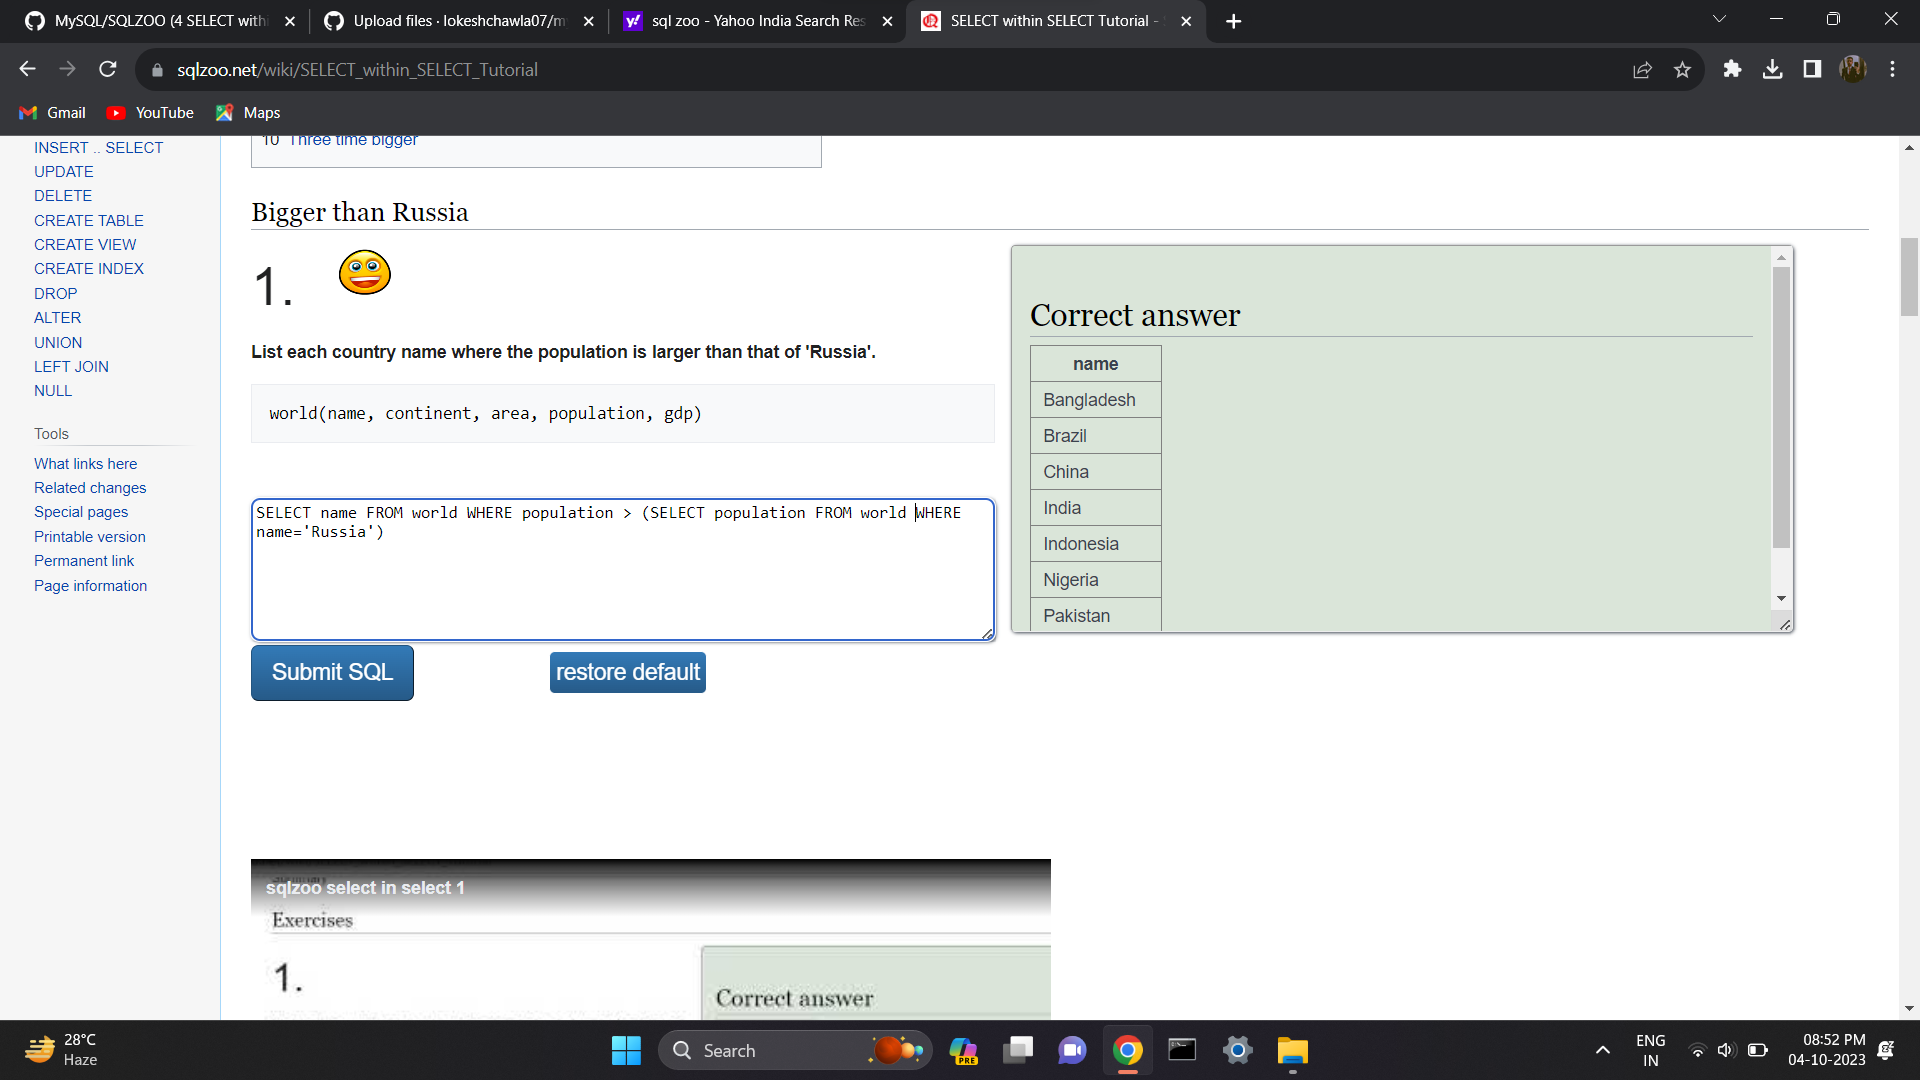 MySQL/SQLZOO (4 SELECT with
Upload files · lokeshchawla07/m
sql zoo - Yahoo India Search Res
SELECT within SELECT Tutorial -
sqlzoo.net/wiki/SELECT_within_SELECT_Tutorial
Gmail
YouTube
Maps
INSERT .. SELECT
UPDATE
DELETE
CREATE TABLE
CREATE VIEW
CREATE INDEX
DROP
ALTER
UNION
LEFT JOIN
NULL
Tools
What links here
Related changes
Special pages
Printable version
Permanent link
Page information
10 Three time bigger
Bigger than Russia
1.
List each country name where the population is larger than that of 'Russia'.
world(name, continent, area, population, gdp)
SELECT name FROM world WHERE population > (SELECT population FROM world WHERE
name='Russia')
Submit SQL
restore default
Correct answer
name
Bangladesh
Brazil
China
India
Indonesia
Nigeria
Pakistan
sqlzoo select in select 1
Exercises
1.
Correct answer
28°C
Haze
Search
PRE
ENG
IN
08:52 PM
04-10-2023